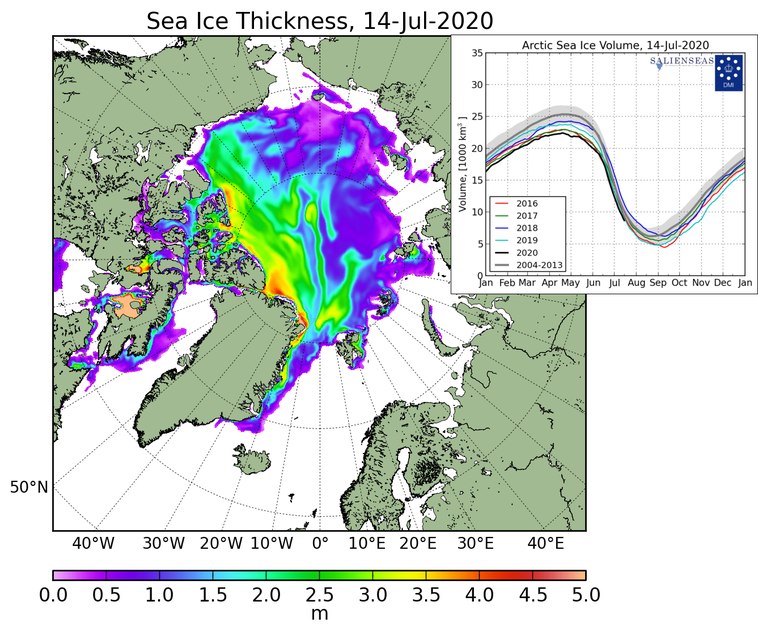 Sea Ice Thickness, 14-Jul-2020
Arctic Sea Ice Volume, 14-Jul-2020
SALIENSEAS
DMI
Volume, [1000 km³]
35
30
25
20
15
10
5
0
2016
2017
2018
2019
2020
2004-2013
Jan Feb Mar Apr May Jun Jul Aug Sep Oct Nov Dec Jan
50°N
40°W 30°W 20°W 10°W 0° 10°E 20°E 30°E 40°E
0.0 0.5 1.0 1.5 2.0 2.5 3.0 3.5 4.0 4.5 5.0
m